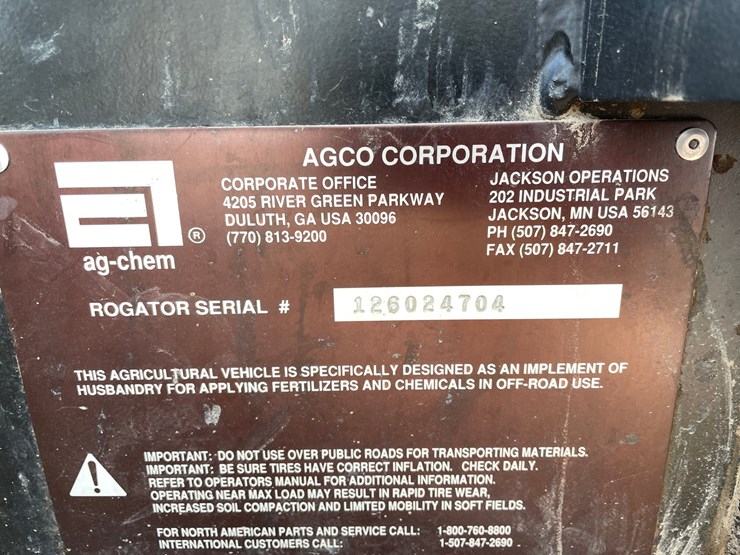 AGCO CORPORATION
CORPORATE OFFICE
4205 RIVER GREEN PARKWAY
DULUTH, GA USA 30096
(770) 813-9200
JACKSON OPERATIONS
202 INDUSTRIAL PARK
JACKSON, MN USA 56143
PH (507) 847-2690
FAX (507) 847-2711
®
ag-chem
ROGATOR SERIAL # 126024704
THIS AGRICULTURAL VEHICLE IS SPECIFICALLY DESIGNED AS AN IMPLEMENT OF
HUSBANDRY FOR APPLYING FERTILIZERS AND CHEMICALS IN OFF-ROAD USE.
IMPORTANT: DO NOT USE OVER PUBLIC ROADS FOR TRANSPORTING MATERIALS.
IMPORTANT: BE SURE TIRES HAVE CORRECT INFLATION. CHECK DAILY.
REFER TO OPERATORS MANUAL FOR ADDITIONAL INFORMATION.
OPERATING NEAR MAX LOAD MAY RESULT IN RAPID TIRE WEAR,
INCREASED SOIL COMPACTION AND LIMITED MOBILITY IN SOFT FIELDS.
FOR NORTH AMERICAN PARTS AND SERVICE CALL: 1-800-760-8800
INTERNATIONAL CUSTOMERS CALL: 1-507-847-2690